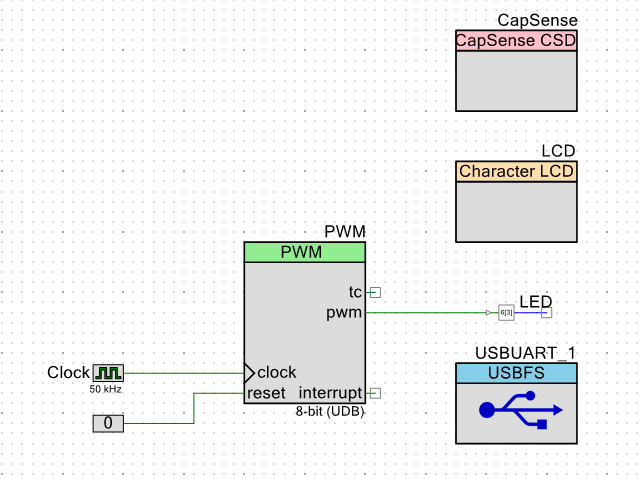 CapSense
CapSense CSD
LCD
Character LCD
PWM
PWM
tc
pwm
LED
6[3]
USBUART_1
USBFS
Clock
50 kHz
clock
reset
interrupt
0
8-bit (UDB)